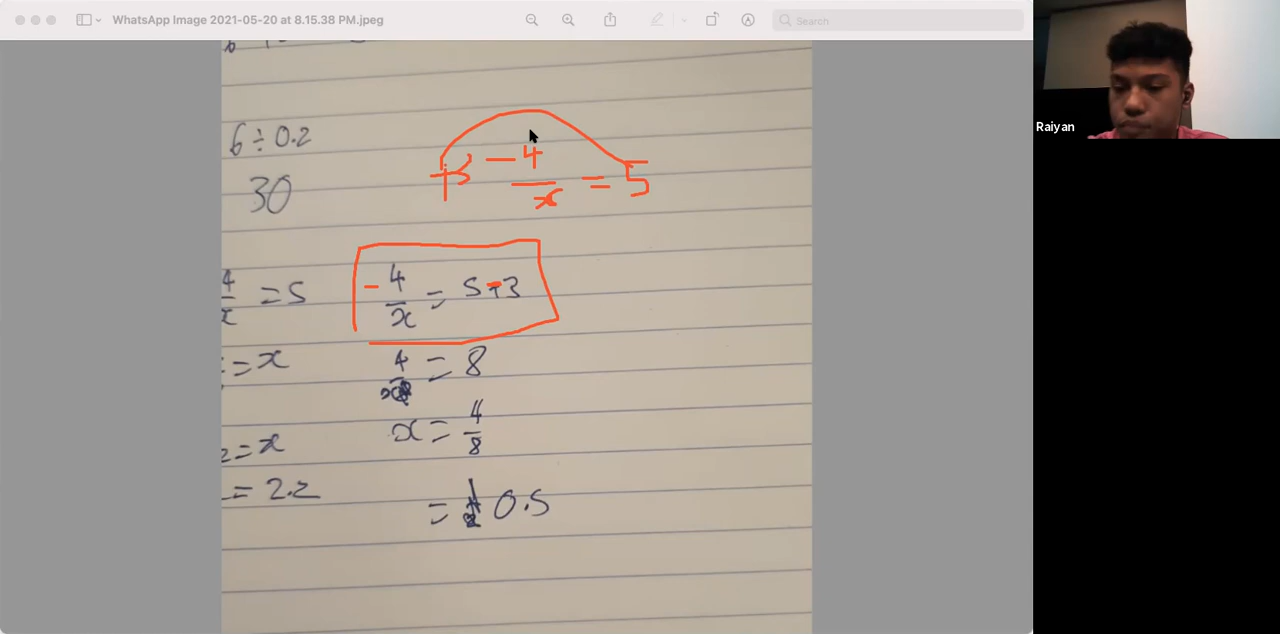 WhatsApp Image 2021-05-20 at 8.15.38 PM.jpeg
Search
Raiyan
6 ÷ 0.2
30
+3 - 4/x = 5
4/x = 5
- 4/x = 5 - 3
= x
4/x = 8
x = 4/8
2 = x
= 2.2
= 0.5